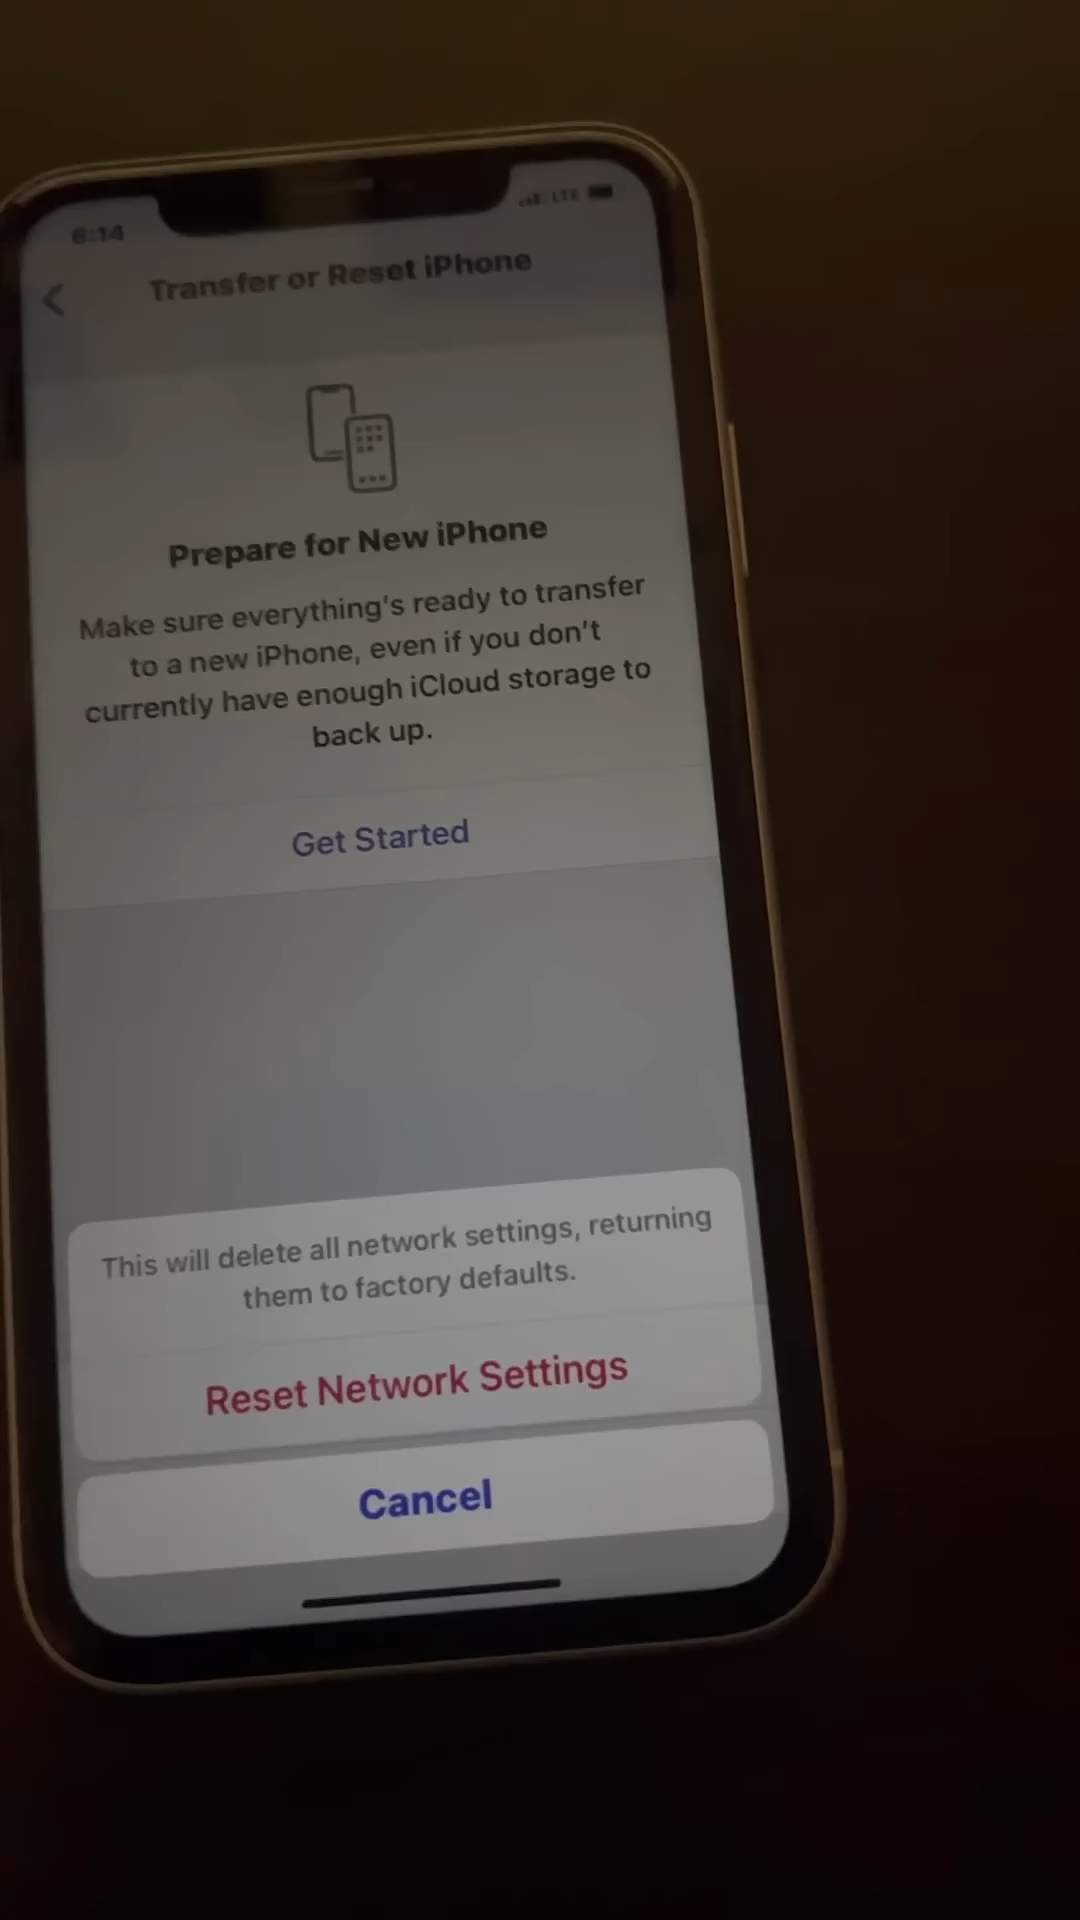 6:14
LTE
Transfer or Reset iPhone
Prepare for New iPhone
Make sure everything's ready to transfer
to a new iPhone, even if you don't
currently have enough iCloud storage to
back up.
Get Started
This will delete all network settings, returning
them to factory defaults.
Reset Network Settings
Cancel